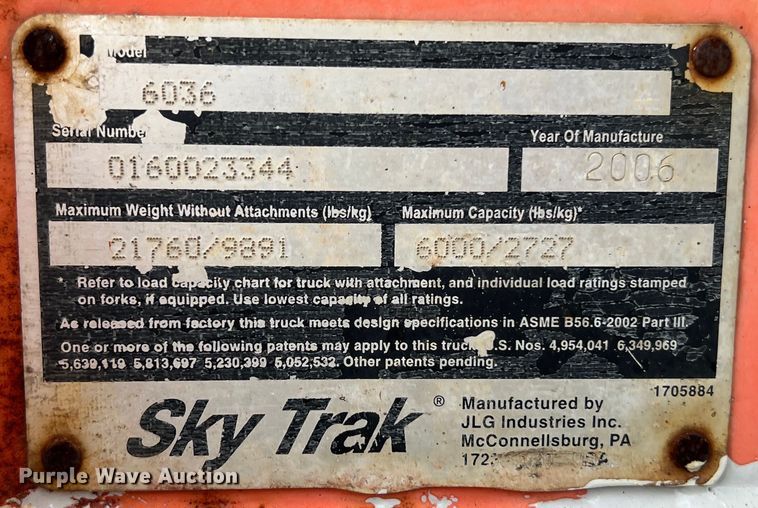 Model
6036
Serial Number
0160023344
Year Of Manufacture
2006
Maximum Weight Without Attachments (lbs/kg)
21760/9891
Maximum Capacity (lbs/kg)*
6000/2727
* Refer to load capacity chart for truck with attachment, and individual load ratings stamped
on forks, if equipped. Use lowest capacity of all ratings.
As released from factory this truck meets design specifications in ASME B56.6-2002 Part III.
One or more of the following patents may apply to this truck .S. Nos. 4,954,041 6,349,969
5,639,119 5,813,697 5,230,399 5,052,532. Other patents pending.
1705884
Sky Trak ®
Manufactured by
JLG Industries Inc.
McConnellsburg, PA
Purple Wave Auction